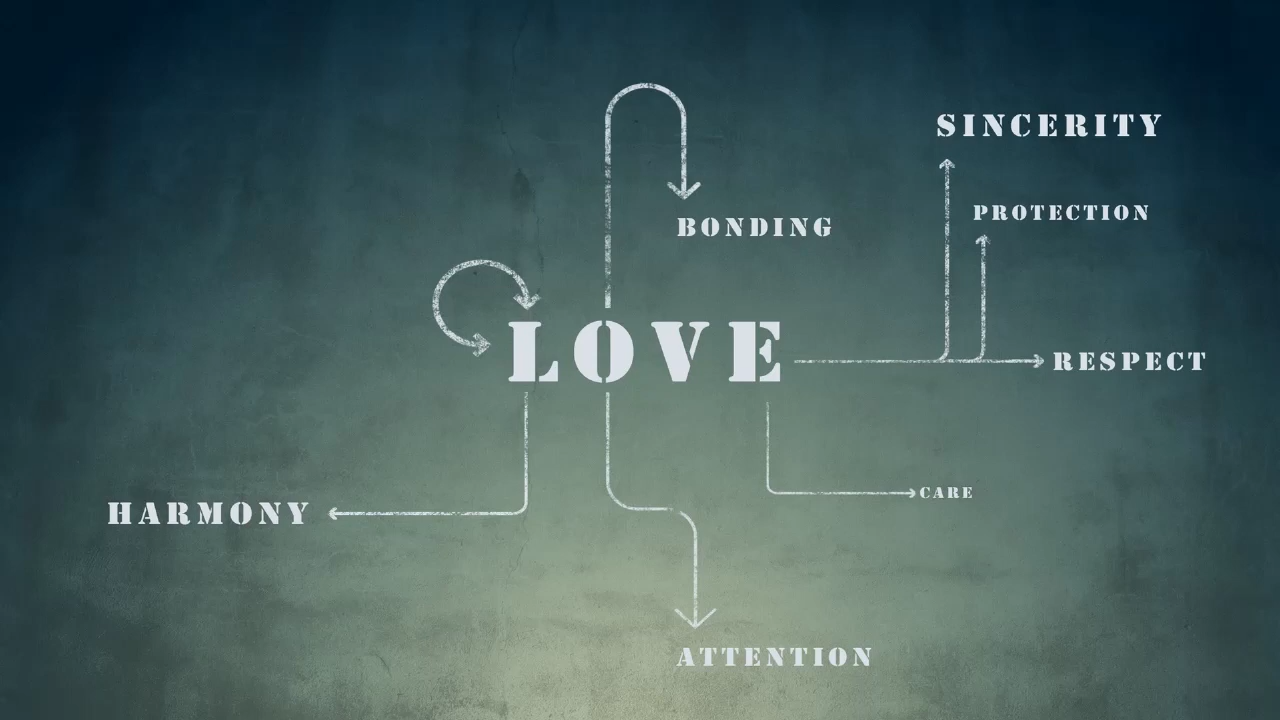 SINCERITY
PROTECTION
BONDING
LOVE
RESPECT
CARE
HARMONY
ATTENTION